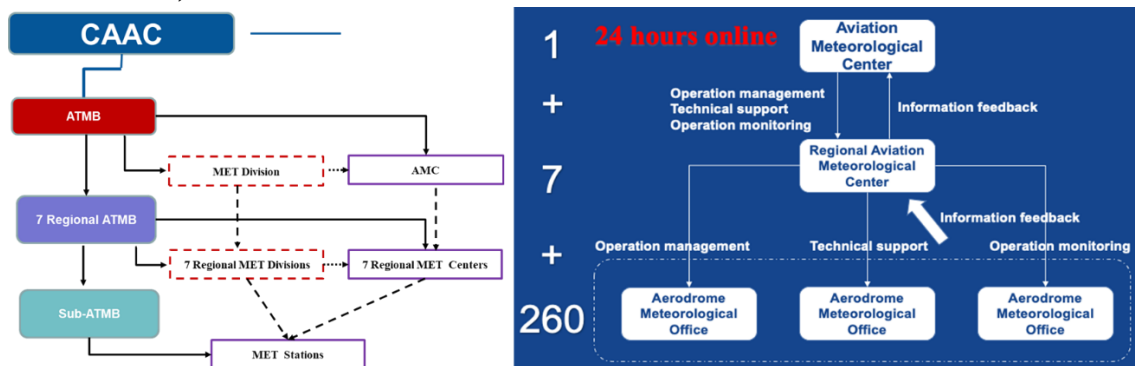 CAAC
ATMB
MET Division
AMC
7 Regional ATMB
7 Regional MET Divisions
7 Regional MET Centers
Sub-ATMB
MET Stations
1
24 hours online
Aviation
Meteorological
Center
+
Operation management
Technical support
Operation monitoring
Information feedback
7
Regional Aviation
Meteorological
Center
Information feedback
+
Operation management
Technical support
Operation monitoring
260
Aerodrome
Meteorological
Office
Aerodrome
Meteorological
Office
Aerodrome
Meteorological
Office